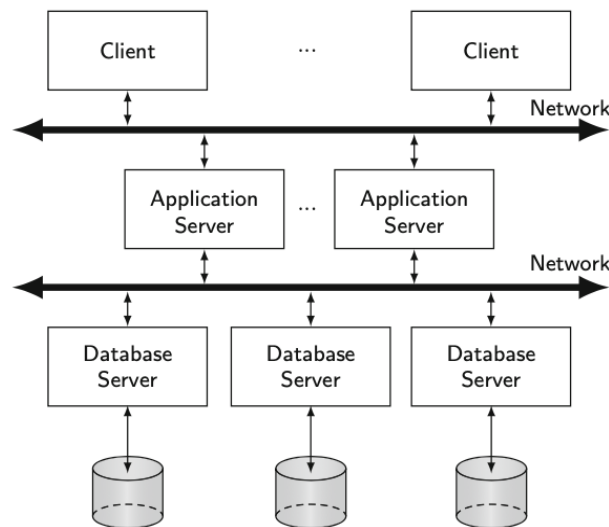 Client
...
Client
Network
Application
Server
...
Application
Server
Network
Database
Server
Database
Server
Database
Server